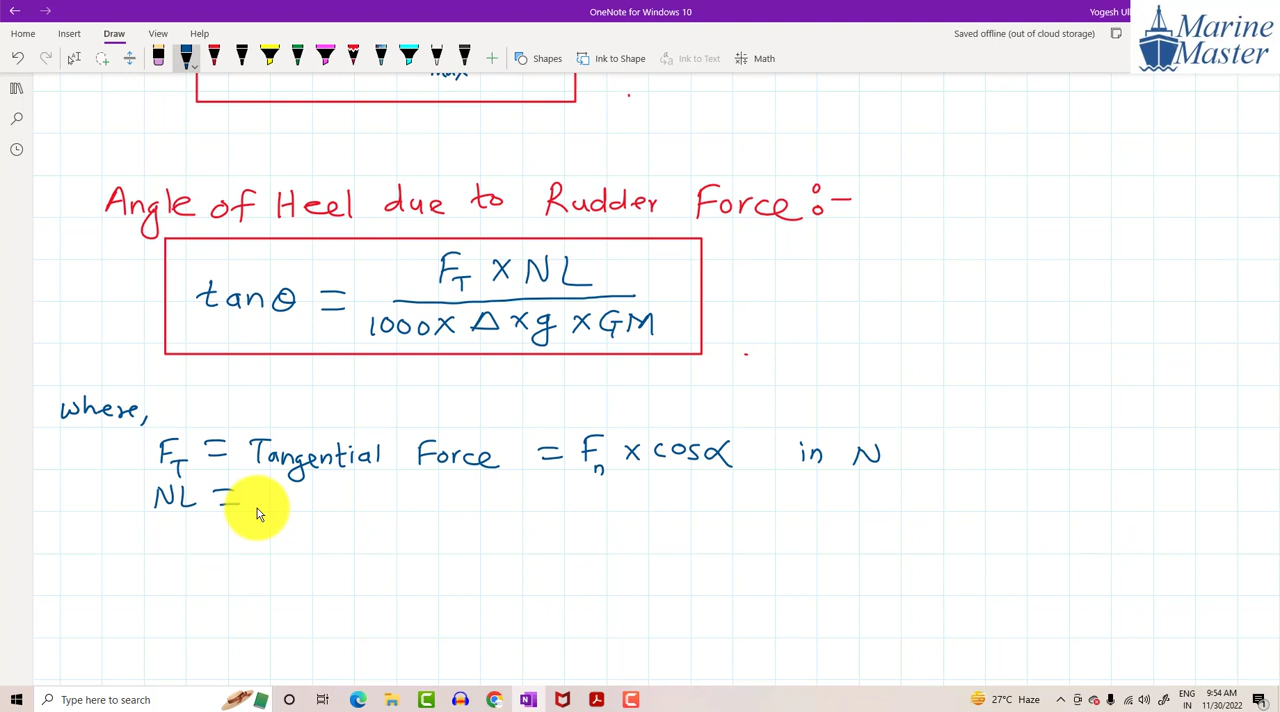 OneNote for Windows 10
Yogesh Ull
Home Insert Draw View Help
Saved offline (out of cloud storage)
Marine Master
Shapes Ink to Shape Ink to Text Math
max
Angle of Heel due to Rudder Force :-
tanθ = F_T × NL / 1000 × Δ × g × GM
where,
F_T = Tangential Force = F_n × cosα in N
NL =
Type here to search
27°C Haze
ENG IN
9:54 AM
11/30/2022